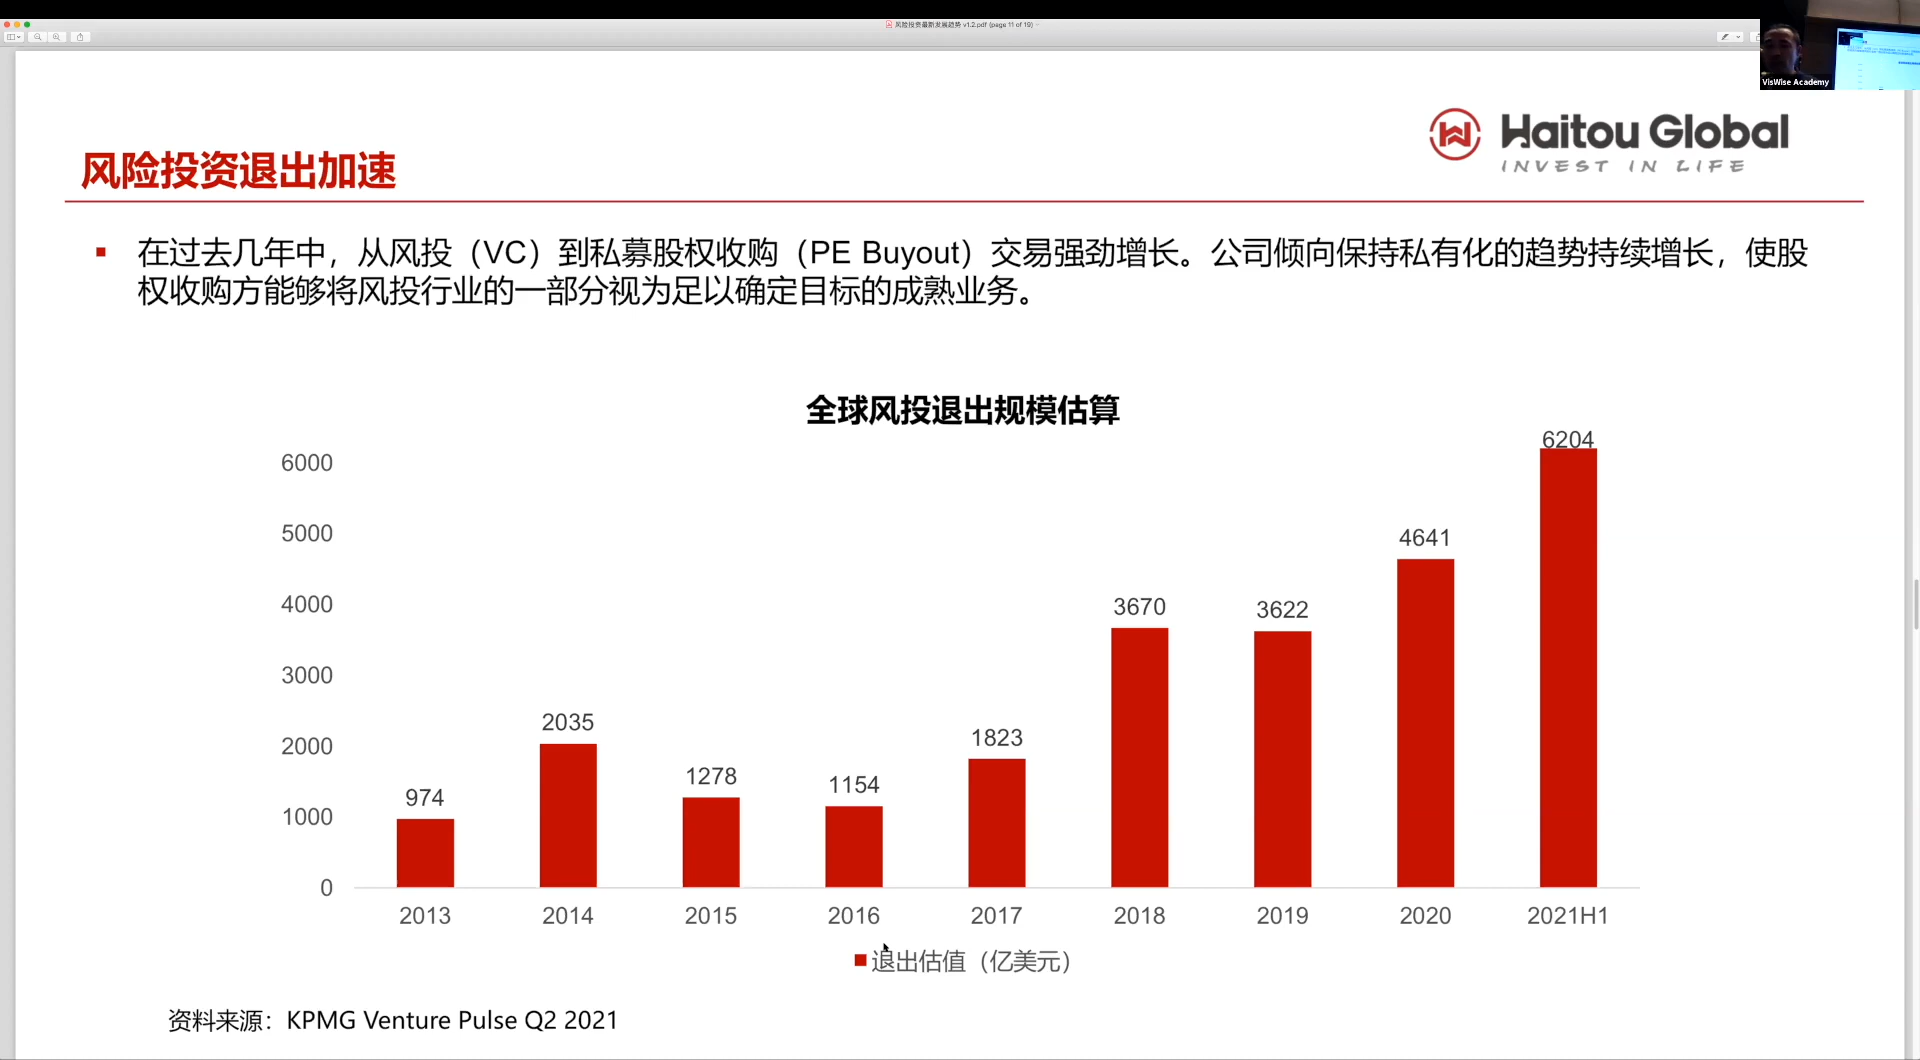 风险投资最新发展趋势 v1.2.pdf (page 11 of 19)
VisWise Academy
Haitou Global
INVEST IN LIFE
风险投资退出加速
▪ 在过去几年中，从风投（VC）到私募股权收购（PE Buyout）交易强劲增长。公司倾向保持私有化的趋势持续增长，使股
权收购方能够将风投行业的一部分视为足以确定目标的成熟业务。
全球风投退出规模估算
6000
5000
4000
3000
2000
1000
0
974
2035
1278
1154
1823
3670
3622
4641
6204
2013 2014 2015 2016 2017 2018 2019 2020 2021H1
退出估值（亿美元）
资料来源：KPMG Venture Pulse Q2 2021